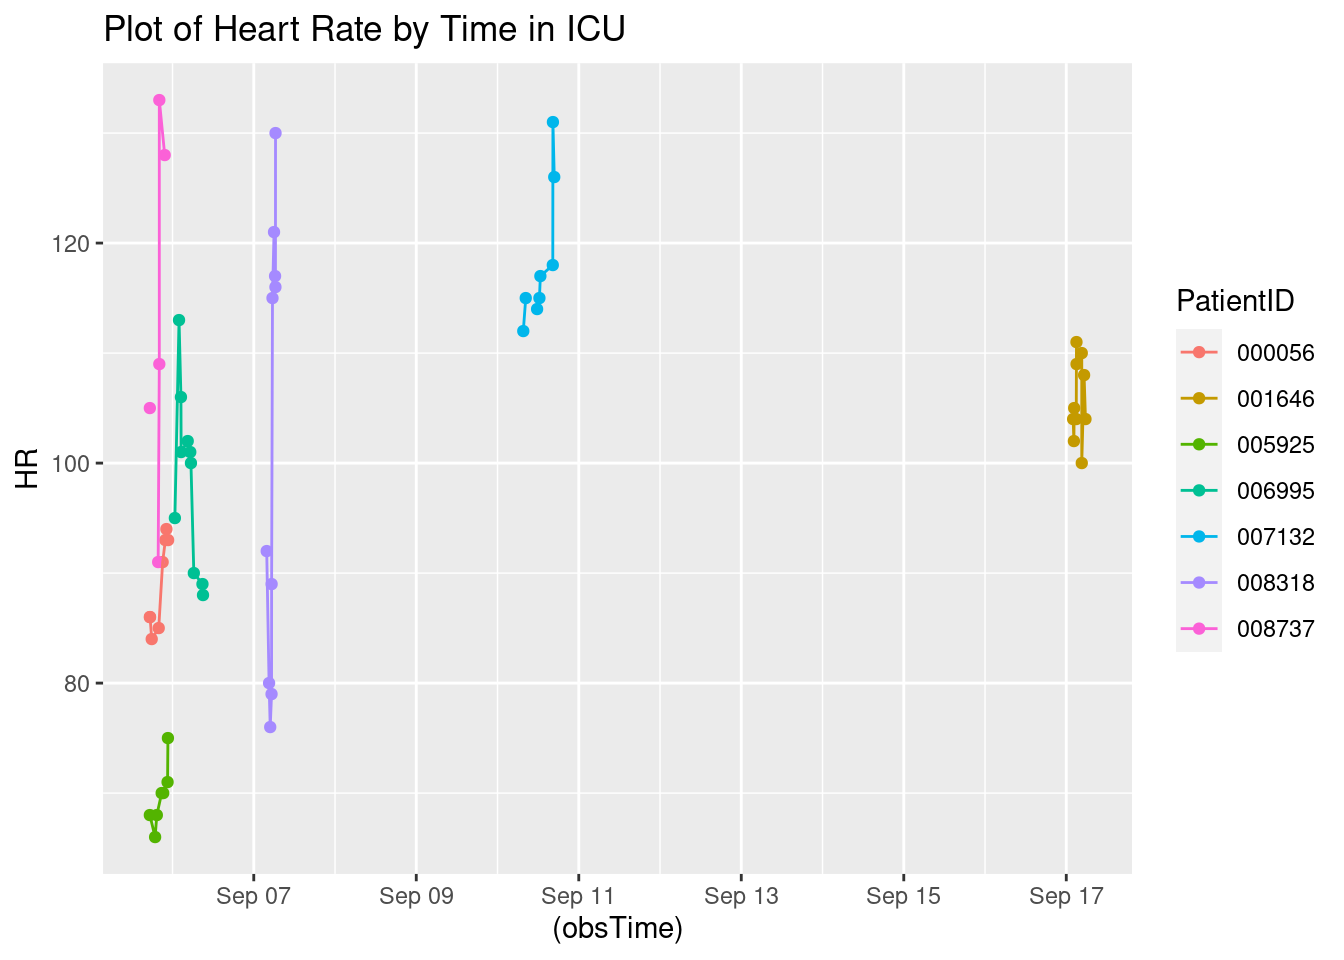 Plot of Heart Rate by Time in ICU
120
100
80
HR
Sep 07 Sep 09 Sep 11 Sep 13 Sep 15 Sep 17
(obsTime)
PatientID
000056
001646
005925
006995
007132
008318
008737